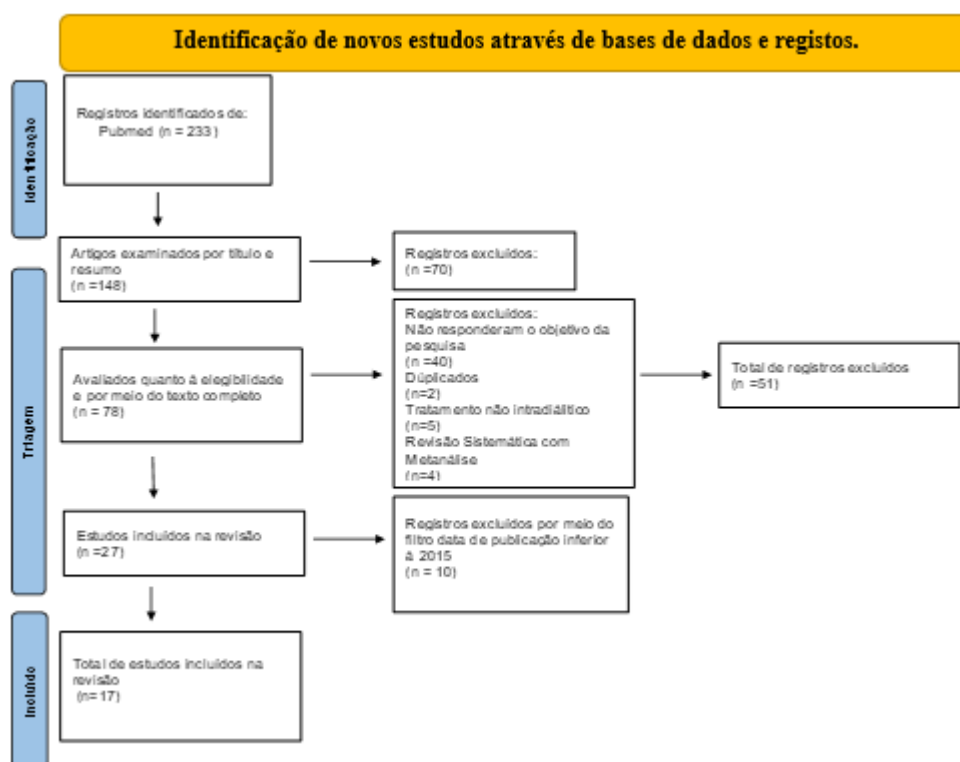 Identificação de novos estudos através de bases de dados e registos.
Identificação
Registros identificados de:
Pubmed (n = 233)
Triagem
Artigos examinados por título e
resumo
(n =148)
Registros excluídos:
(n =70)
Avaliados quanto à elegibilidade
e por meio do texto completo
(n = 78)
Registros excluídos:
Não responderam o objetivo da
pesquisa
(n =40)
Dúplicados
(n=2)
Tratamento não intradiálitico
(n=5)
Revisão Sistemática com
Metanálise
(n=4)
Total de registros excluídos
(n =51)
Estudos incluídos na revisão
(n =27)
Registros excluídos por meio do
filtro data de publicação inferior
à 2015
(n = 10)
Incluído
Total de estudos incluídos na
revisão
(n=17)